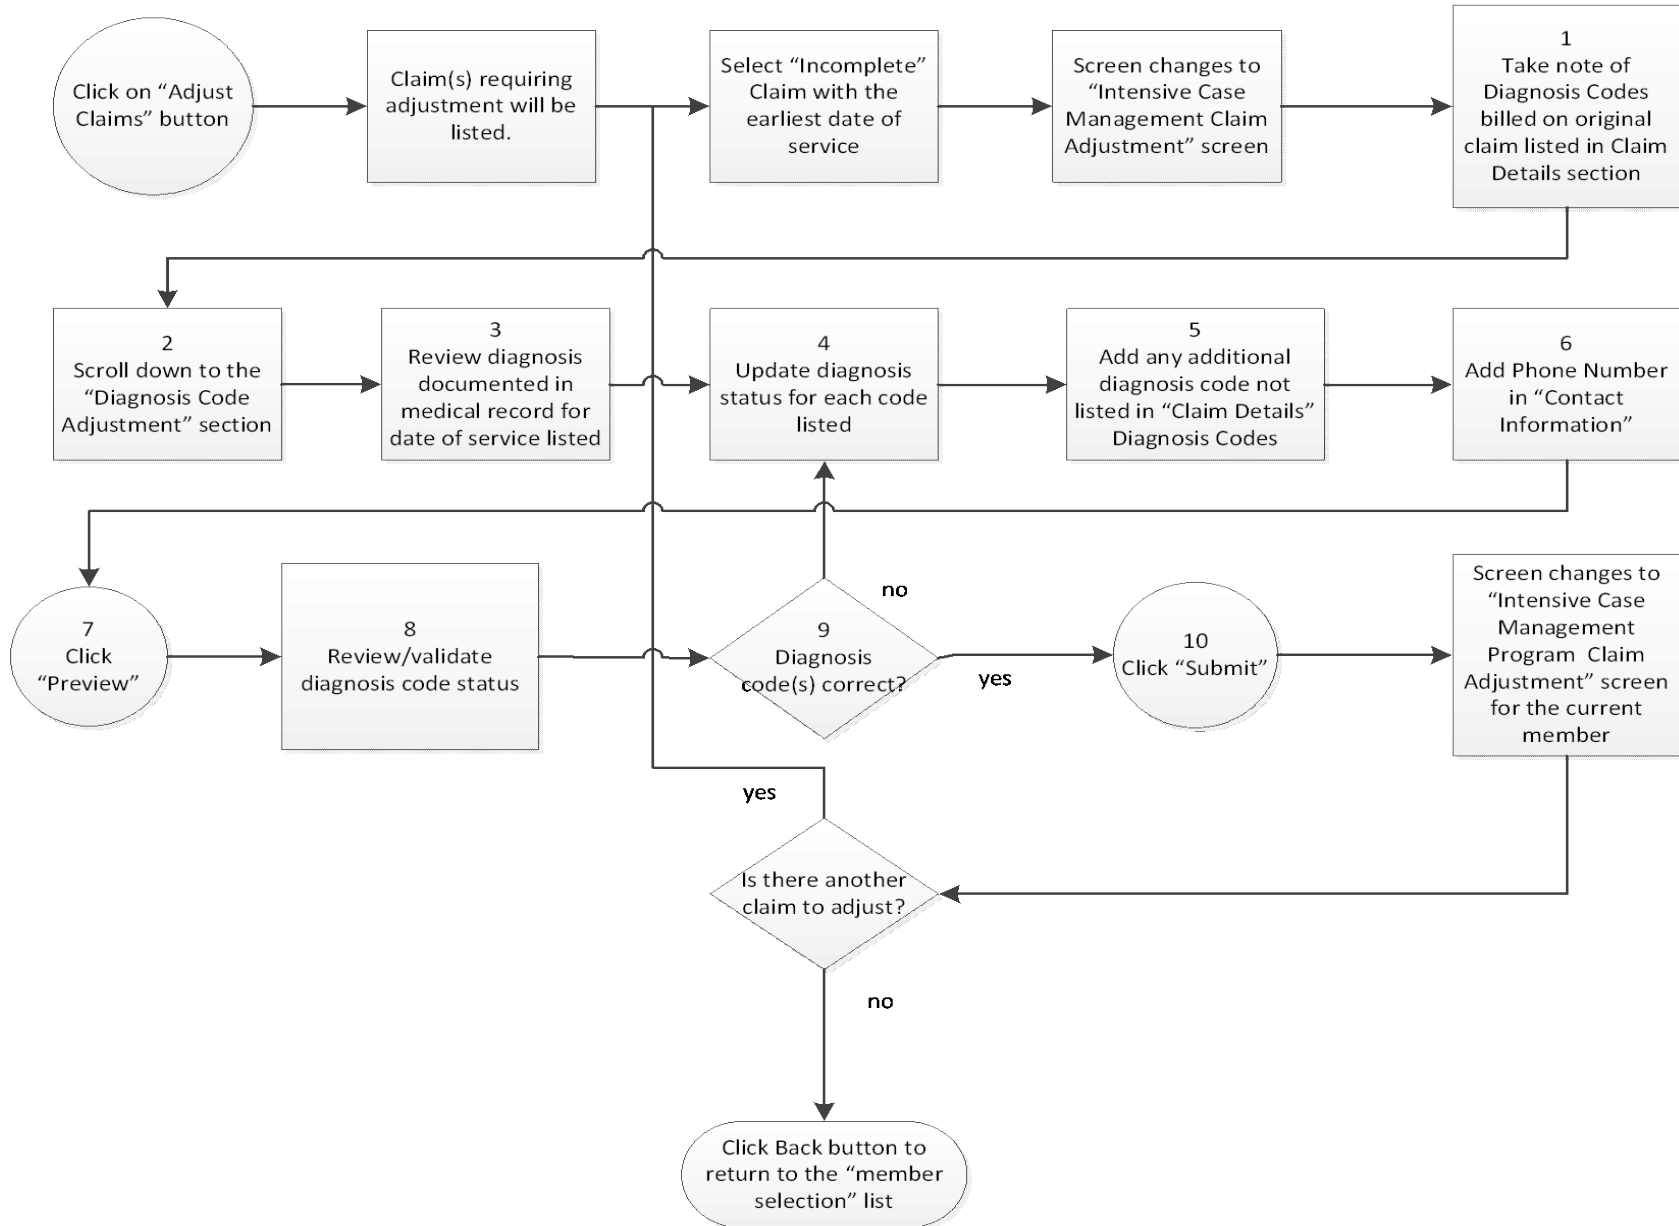 Click on “Adjust
Claims” button
Claim(s) requiring
adjustment will be
listed.
Select “Incomplete”
Claim with the
earliest date of
service
Screen changes to
“Intensive Case
Management Claim
Adjustment” screen
1
Take note of
Diagnosis Codes
billed on original
claim listed in Claim
Details section
2
Scroll down to the
“Diagnosis Code
Adjustment” section
3
Review diagnosis
documented in
medical record for
date of service listed
4
Update diagnosis
status for each code
listed
5
Add any additional
diagnosis code not
listed in “Claim Details”
Diagnosis Codes
6
Add Phone Number
in “Contact
Information”
7
Click
“Preview”
8
Review/validate
diagnosis code status
no
9
Diagnosis
code(s) correct?
yes
10
Click “Submit”
Screen changes to
“Intensive Case
Management
Program Claim
Adjustment” screen
for the current
member
yes
Is there another
claim to adjust?
no
Click Back button to
return to the “member
selection” list